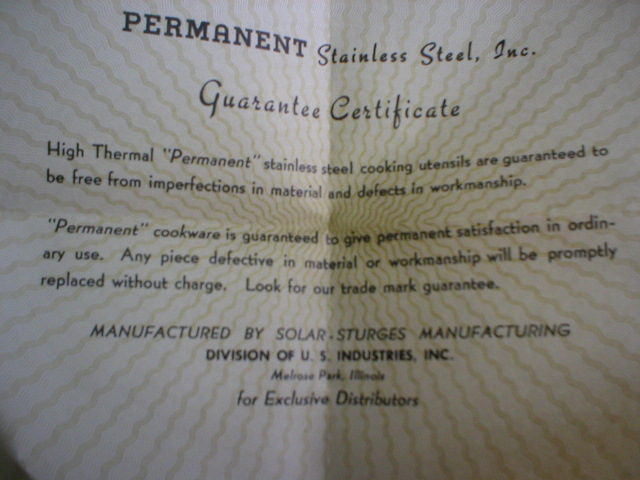 PERMANENT Stainless Steel, Inc.
Guarantee Certificate
High Thermal "Permanent" stainless steel cooking utensils are guaranteed to
be free from imperfections in material and defects in workmanship.
"Permanent" cookware is guaranteed to give permanent satisfaction in ordin-
ary use. Any piece defective in material or workmanship will be promptly
replaced without charge. Look for our trade mark guarantee.
MANUFACTURED BY SOLAR-STURGES MANUFACTURING
DIVISION OF U. S. INDUSTRIES, INC.
Melrose Park, Illinois
for Exclusive Distributors